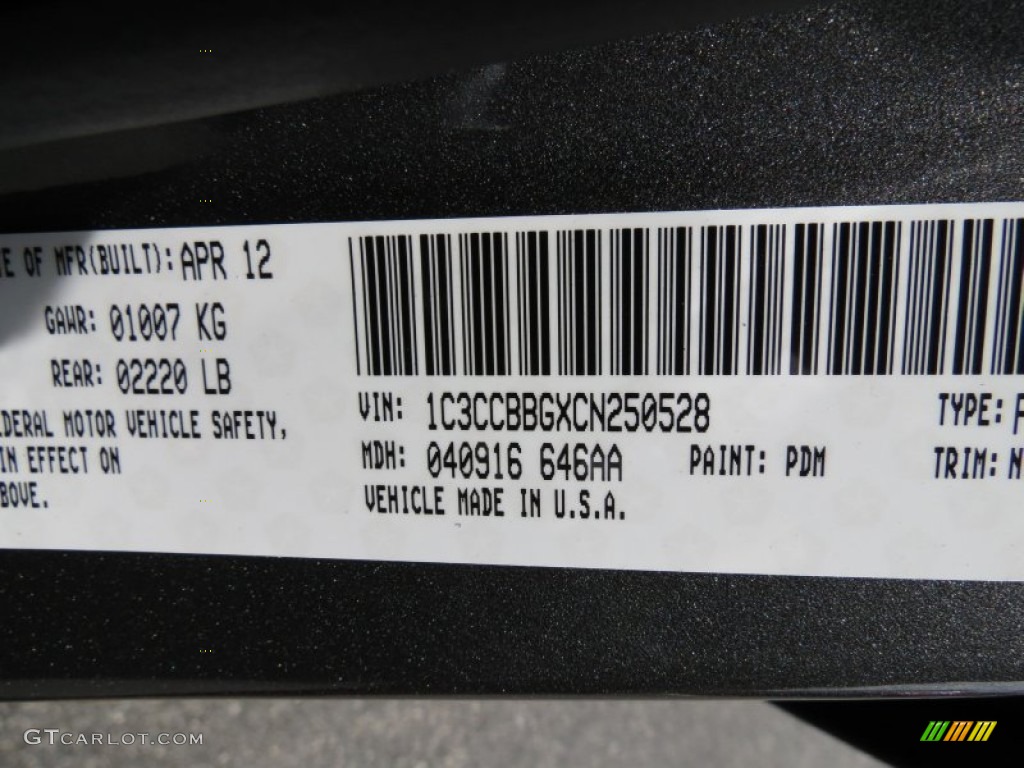 E OF MFR(BUILT): APR 12
GAWR: 01007 KG
REAR: 02220 LB
DERAL MOTOR VEHICLE SAFETY,
IN EFFECT ON
BOVE.
VIN: 1C3CCBBGXCN250528
TYPE:
MDH: 040916 646AA PAINT: PDM
TRIM: N
VEHICLE MADE IN U.S.A.
GTCARLOT.COM